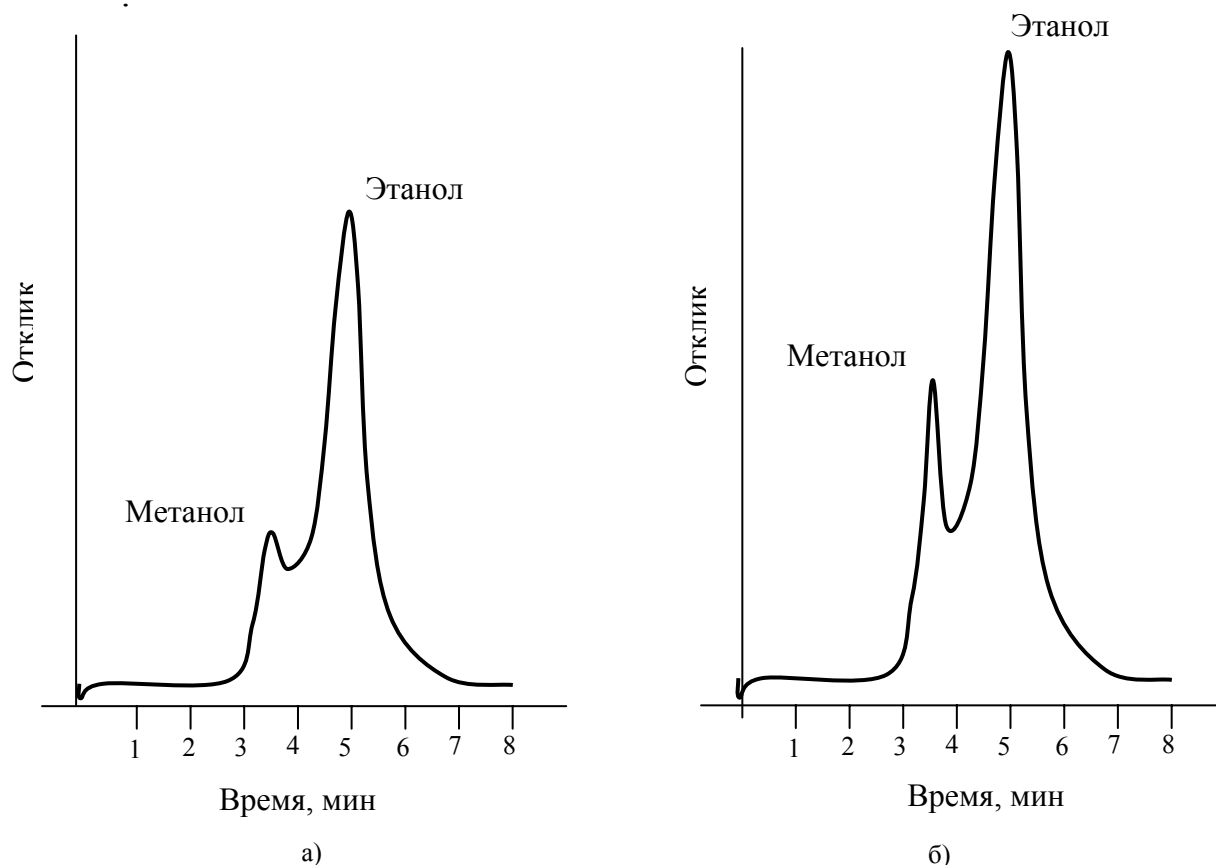 Этанол
Метанол
Отклик
1 2 3 4 5 6 7 8
Время, мин
а)
Этанол
Метанол
Отклик
1 2 3 4 5 6 7 8
Время, мин
б)